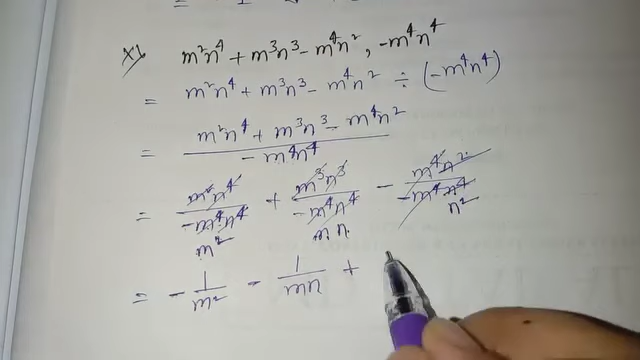 XI. m²n⁴ + m³n³ - m⁴n², -m⁴n⁴
= m²n⁴ + m³n³ - m⁴n² ÷ (-m⁴n⁴)
= (m²n⁴ + m³n³ - m⁴n²) / (-m⁴n⁴)
= m²n⁴ / (-m⁴n⁴) + m³n³ / (-m⁴n⁴) - m⁴n² / (-m⁴n⁴)
m² m n n²
= - 1/m² - 1/mn +